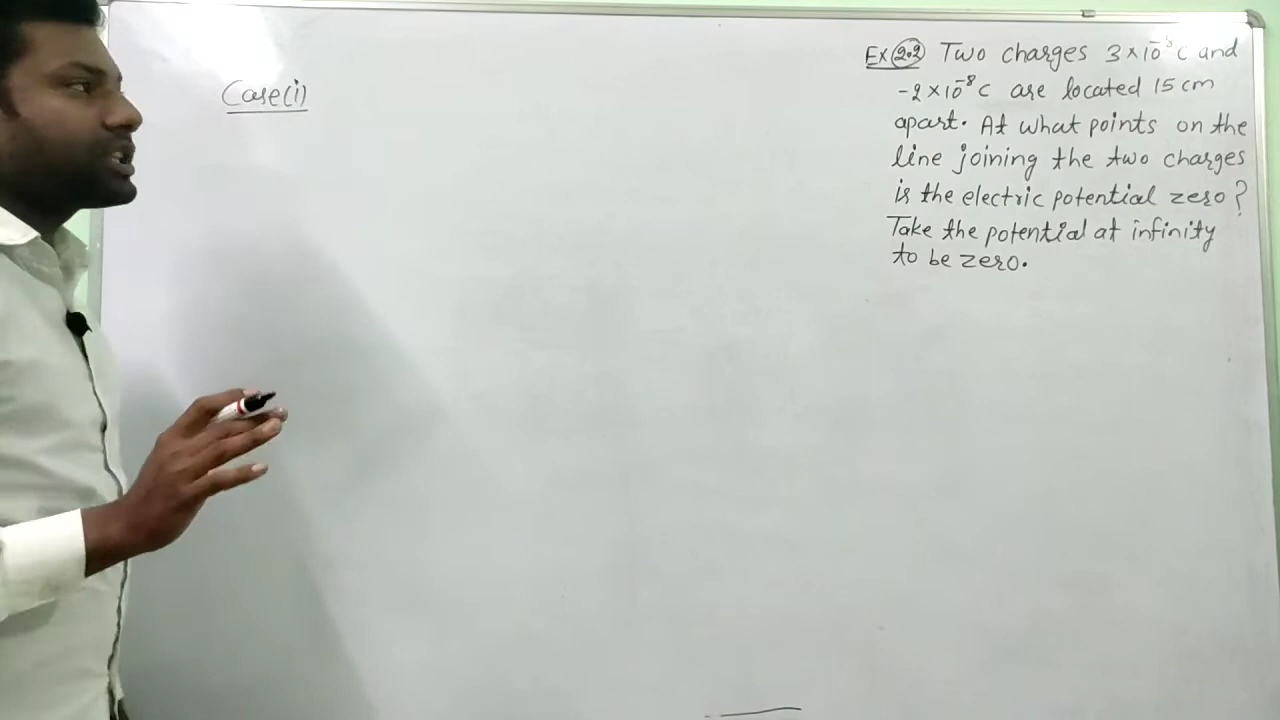 Case(i)
Ex 2.2 Two charges 3×10⁻⁸ C and
-2×10⁻⁸ C are located 15 cm
apart. At what points on the
line joining the two charges
is the electric potential zero?
Take the potential at infinity
to be zero.